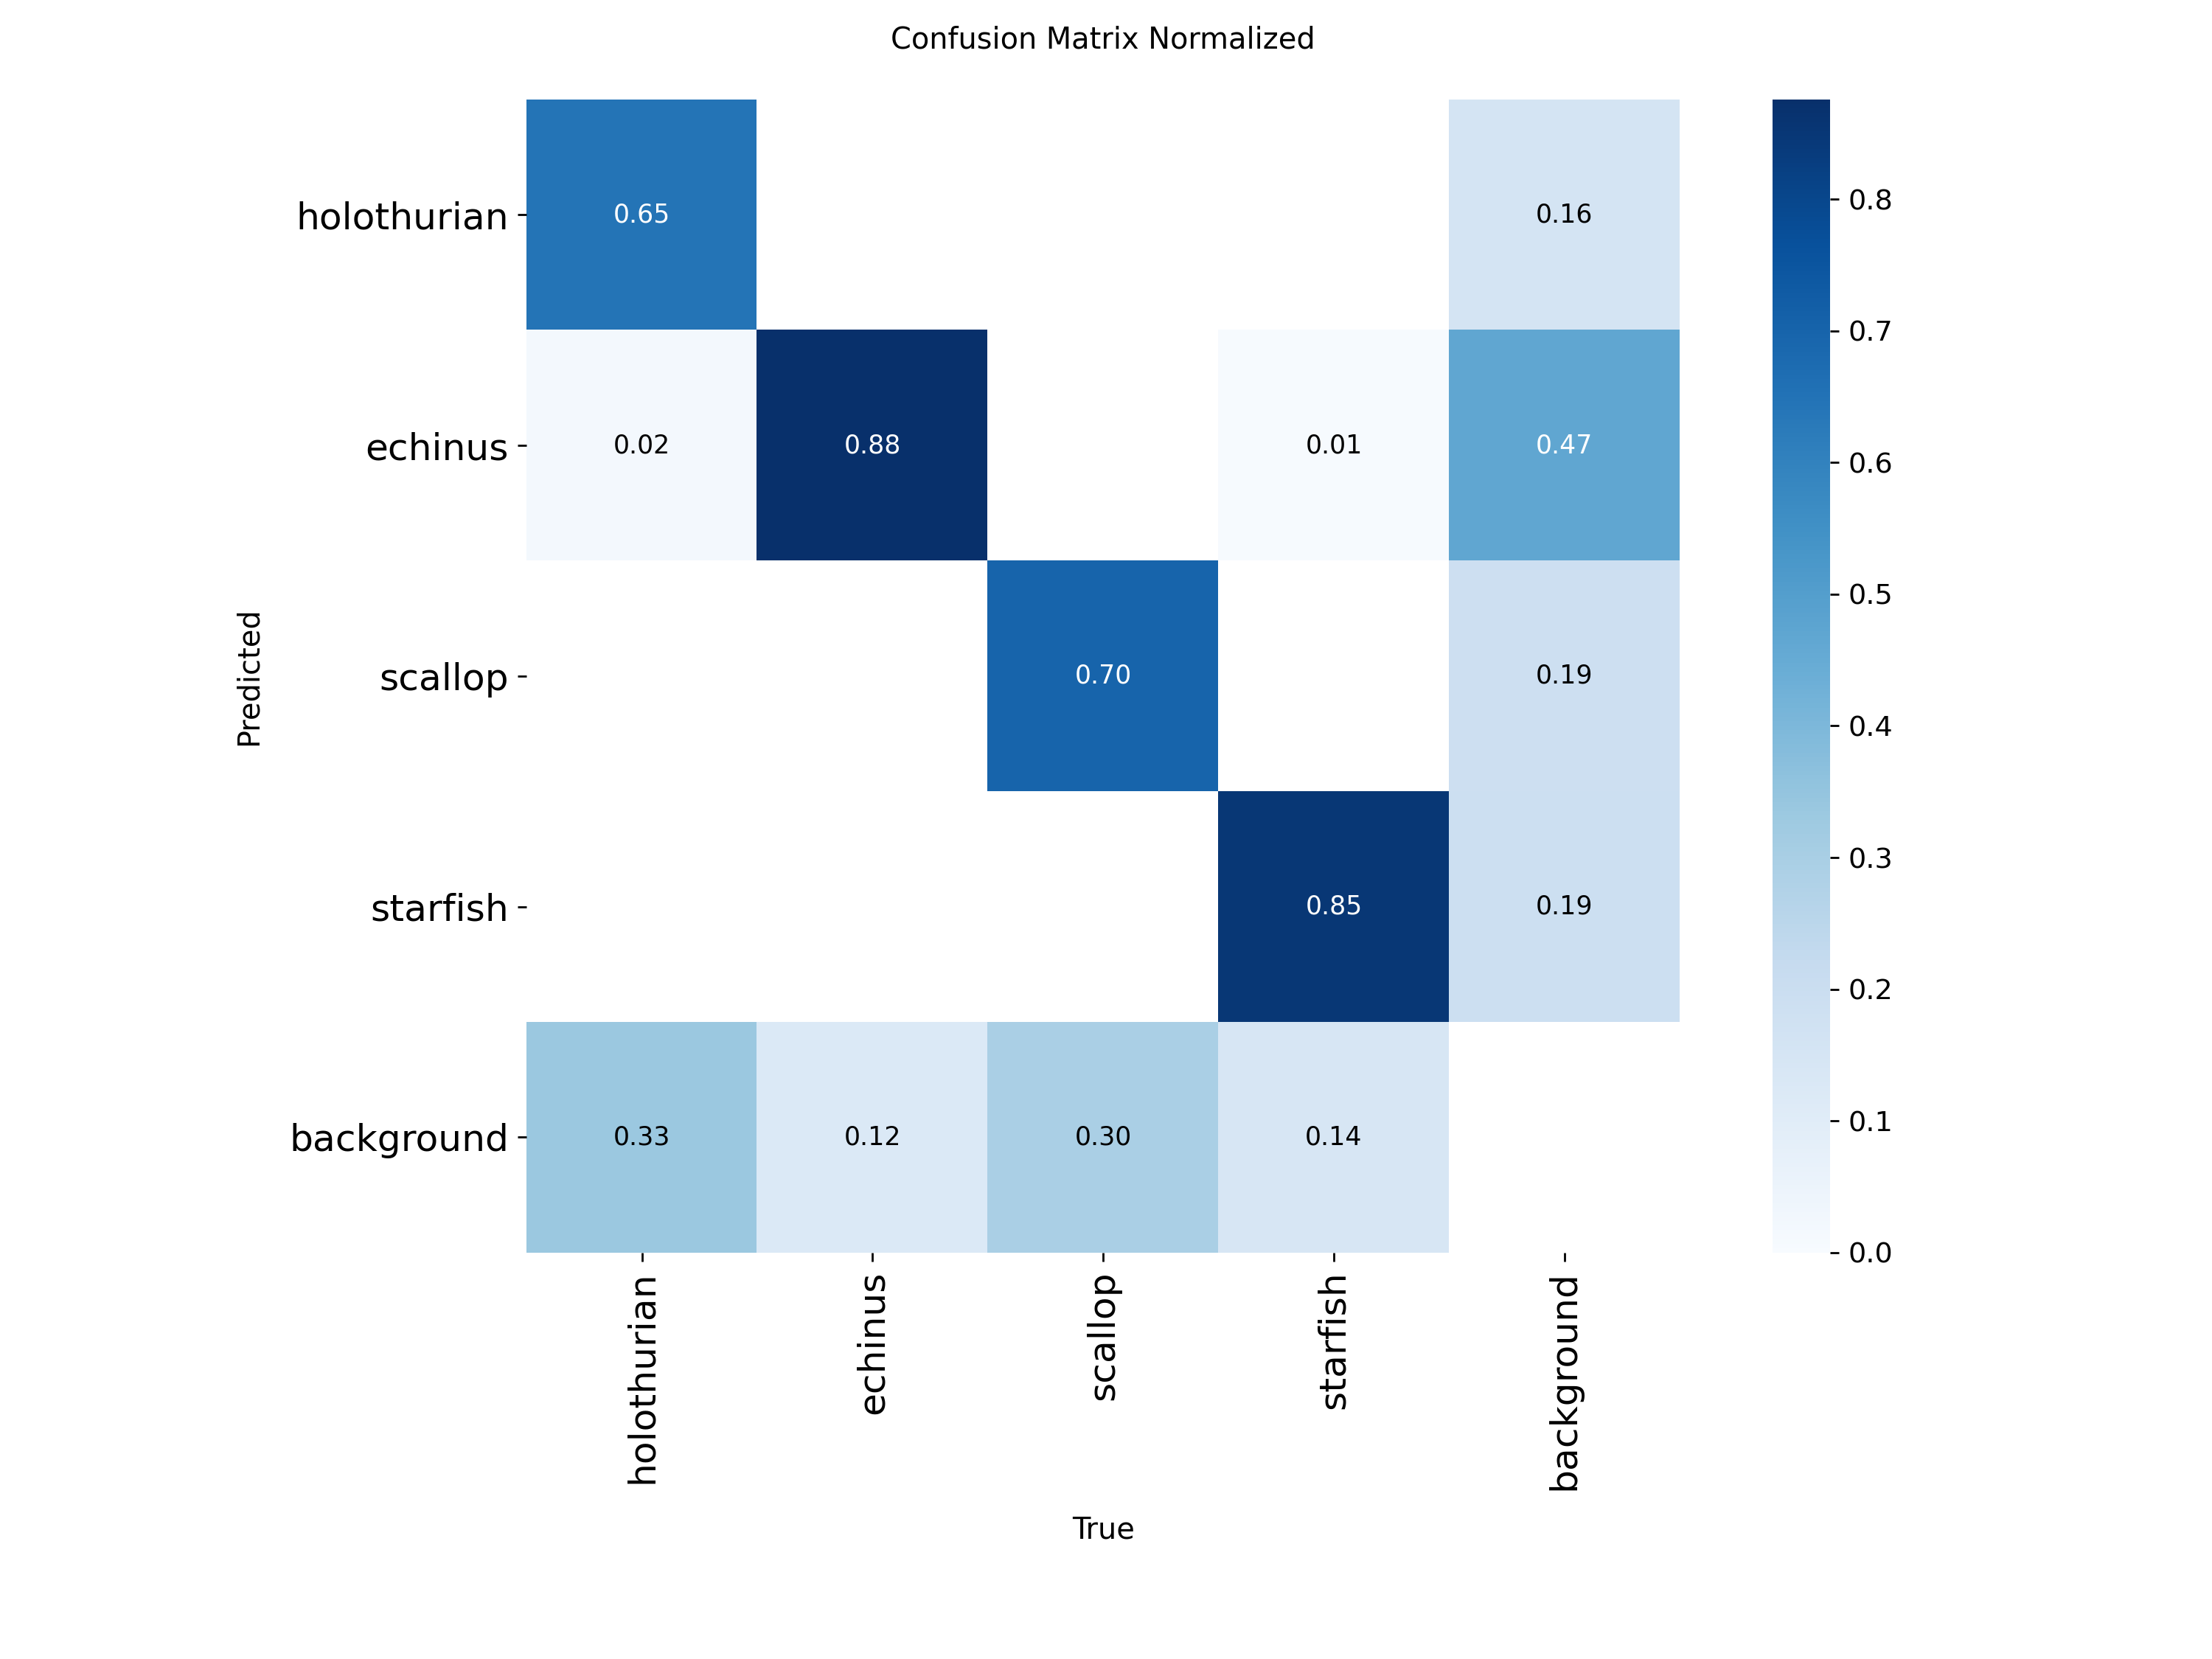 Confusion Matrix Normalized
holothurian 0.65 0.16
echinus 0.02 0.88 0.01 0.47
scallop 0.70 0.19
starfish 0.85 0.19
background 0.33 0.12 0.30 0.14
Predicted
holothurian echinus scallop starfish background
True
0.8
0.7
0.6
0.5
0.4
0.3
0.2
0.1
0.0